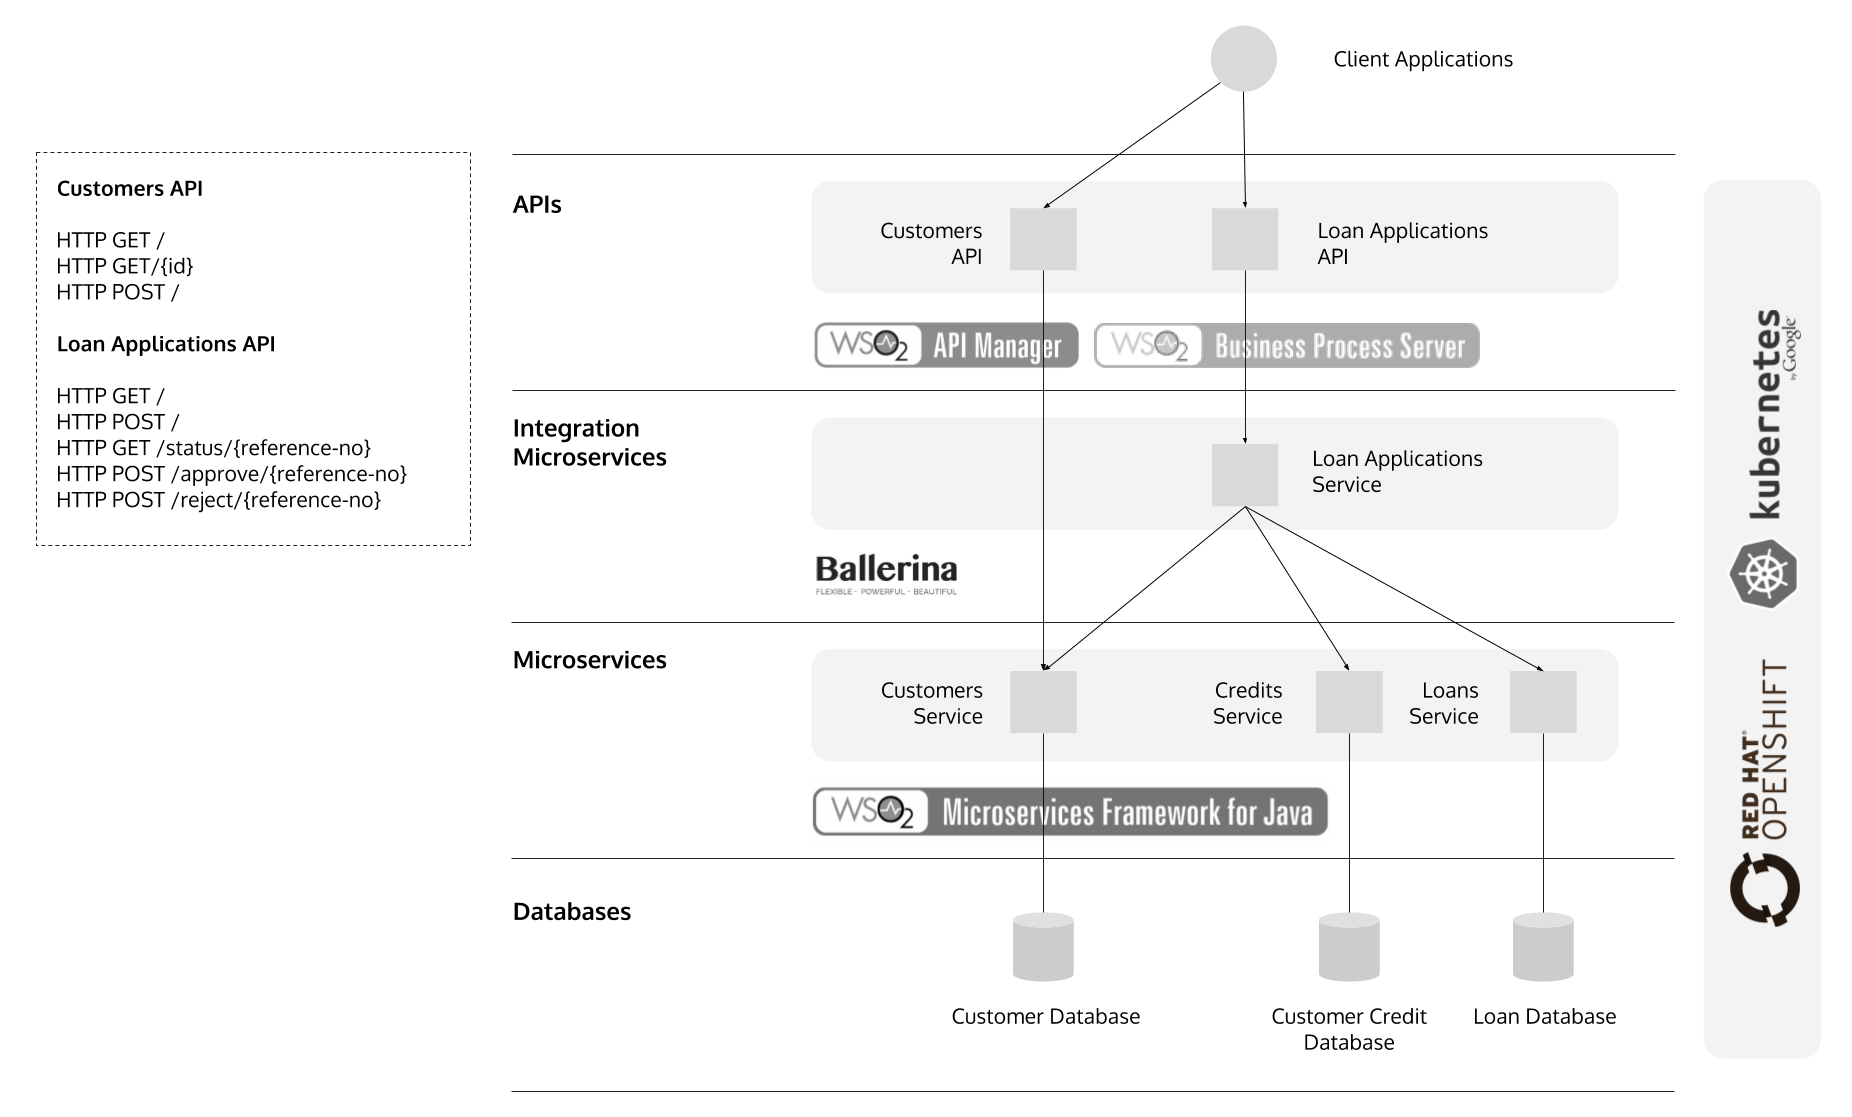 Client Applications
Customers API
HTTP GET /
HTTP GET/{id}
HTTP POST /
Loan Applications API
HTTP GET /
HTTP POST /
HTTP GET /status/{reference-no}
HTTP POST /approve/{reference-no}
HTTP POST /reject/{reference-no}
APIs
Customers
API
Loan Applications
API
WSO2 API Manager
WSO2 Business Process Server
Integration
Microservices
Loan Applications
Service
Ballerina
FLEXIBLE · POWERFUL · BEAUTIFUL
Microservices
Customers
Service
Credits
Service
Loans
Service
WSO2 Microservices Framework for Java
Databases
Customer Database
Customer Credit
Database
Loan Database
kubernetes
by Google™
RED HAT®
OPENSHIFT